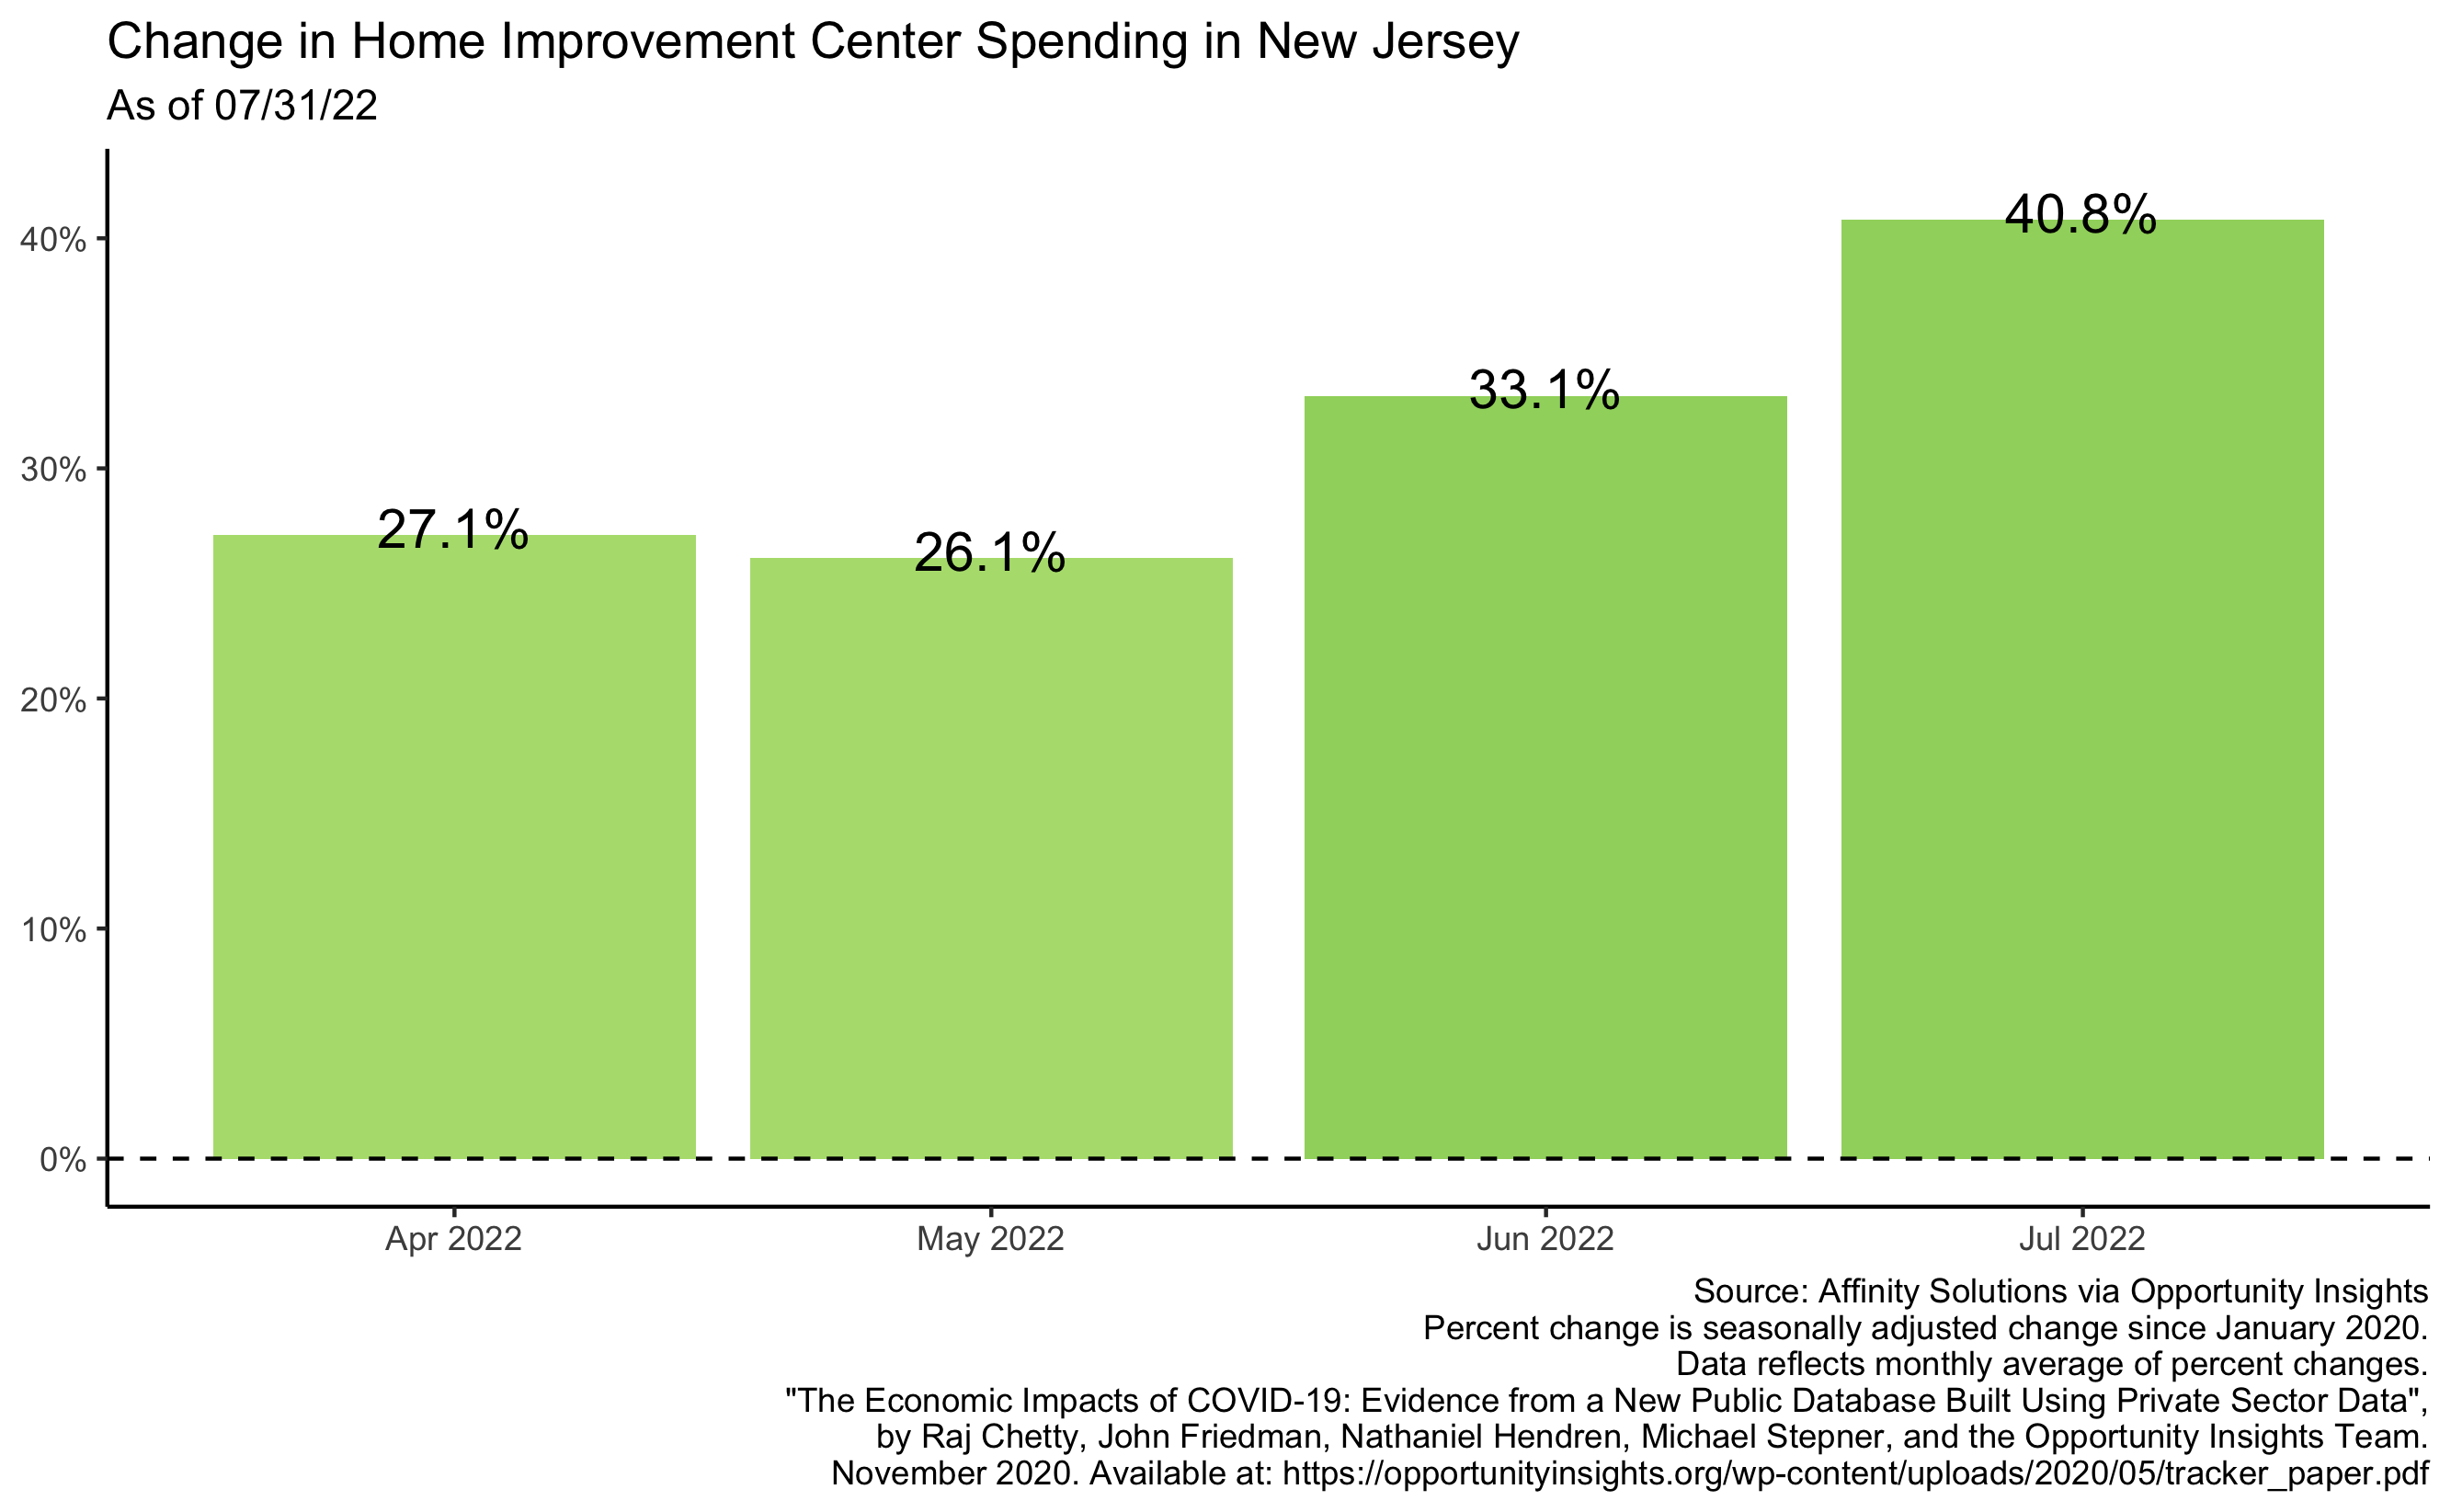 Change in Home Improvement Center Spending in New Jersey
As of 07/31/22
40%
30%
20%
10%
0%
27.1%
26.1%
33.1%
40.8%
Apr 2022
May 2022
Jun 2022
Jul 2022
Source: Affinity Solutions via Opportunity Insights
Percent change is seasonally adjusted change since January 2020.
Data reflects monthly average of percent changes.
"The Economic Impacts of COVID-19: Evidence from a New Public Database Built Using Private Sector Data",
by Raj Chetty, John Friedman, Nathaniel Hendren, Michael Stepner, and the Opportunity Insights Team.
November 2020. Available at: https://opportunityinsights.org/wp-content/uploads/2020/05/tracker_paper.pdf